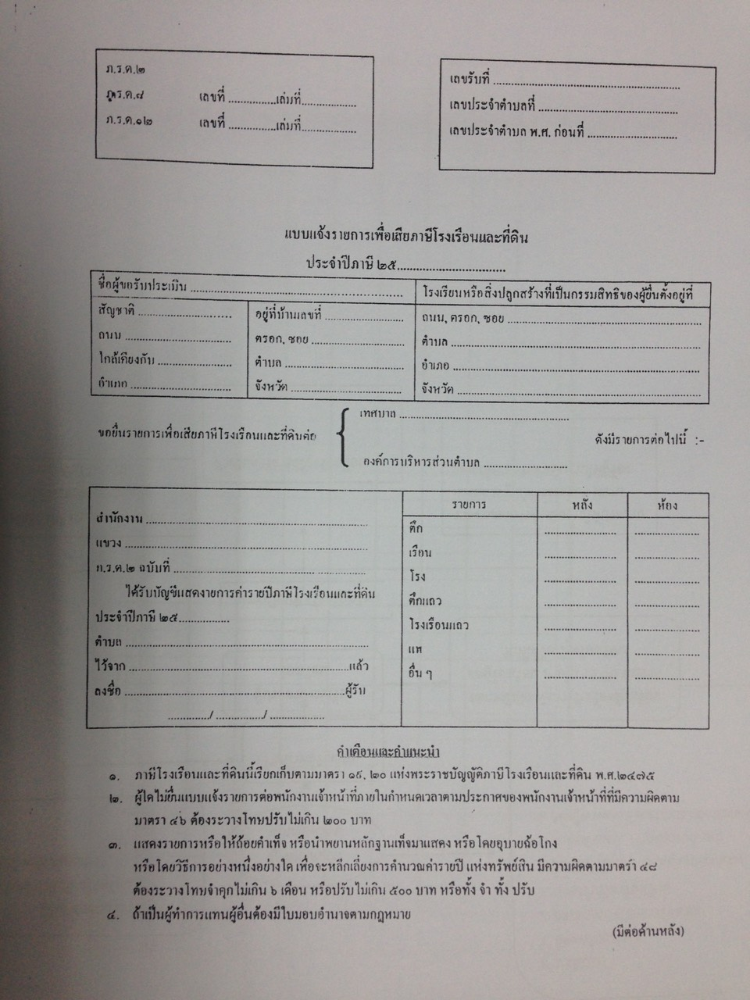 ภ.ร.ด.๒
ภ.ร.ด.๘ เลขที่ ............... เล่มที่ .................
ภ.ร.ด.๑๒ เลขที่ ............... เล่มที่ .................
เลขรับที่ ..............................
เลขประจำตำบลที่ ..............................
เลขประจำตำบล พ.ศ. ก่อนที่ ..............................
แบบแจ้งรายการเพื่อเสียภาษีโรงเรือนและที่ดิน
ประจำปีภาษี ๒๕..............................
ชื่อผู้ขอรับประเมิน ..............................
โรงเรียนหรือสิ่งปลูกสร้างที่เป็นกรรมสิทธิของผู้ยื่นตั้งอยู่ที่
สัญชาติ .............................. อยู่ที่บ้านเลขที่ .............................. ถนน, ตรอก, ซอย ..............................
ถนน .............................. ตรอก, ซอย .............................. ตำบล ..............................
ใกล้เคียงกับ .............................. ตำบล .............................. อำเภอ ..............................
อำเภอ .............................. จังหวัด .............................. จังหวัด ..............................
เทศบาล ..............................
ขอยื่นรายการเพื่อเสียภาษีโรงเรือนและที่ดินต่อ ดังมีรายการต่อไปนี้ :-
องค์การบริหารส่วนตำบล ..............................
สำนักงาน ..............................
แขวง ..............................
ภ.ร.ด.๒ ฉบับที่ ..............................
ได้รับบัญชีแสดงายการค่ารายปีภาษีโรงเรือนและที่ดิน
ประจำปีภาษี ๒๕...............
ตำบล ..............................
ไว้จาก .............................. แล้ว
ลงชื่อ .............................. ผู้รับ
............./ .............../ .................
รายการ หลัง ห้อง
ตึก .................... ....................
เรือน .................... ....................
โรง .................... ....................
ตึกแถว .................... ....................
โรงเรือนแถว .................... ....................
แพ .................... ....................
อื่น ๆ .................... ....................
คำเตือนและคำแนะนำ
๑. ภาษีโรงเรือนและที่ดินนี้เรียกเก็บตามมาตรา ๑๙, ๒๐ แห่งพระราชบัญญัติภาษีโรงเรือนและที่ดิน พ.ศ.๒๔๗๕
๒. ผู้ใดไม่ยื่นแบบแจ้งรายการต่อพนักงานเจ้าหน้าที่ภายในกำหนดเวลาตามประกาศของพนักงานเจ้าหน้าที่ที่มีความผิดตาม
มาตรา ๔๖ ต้องระวางโทษปรับไม่เกิน ๒๐๐ บาท
๓. แสดงรายการหรือให้ถ้อยคำเท็จ หรือนำพยานหลักฐานเท็จมาแสดง หรือโดยอุบายฉ้อโกง
หรือโดยวิธีการอย่างหนึ่งอย่างใด เพื่อจะหลีกเลี่ยงการคำนวณค่ารายปี แห่งทรัพย์สิน มีความผิดตามมาตรา ๔๘
ต้องระวางโทษจำคุกไม่เกิน ๖ เดือน หรือปรับไม่เกิน ๕๐๐ บาท หรือทั้ง จำ ทั้ง ปรับ
๔. ถ้าเป็นผู้ทำการแทนผู้อื่นต้องมีใบมอบอำนาจตามกฎหมาย
(มีต่อด้านหลัง)